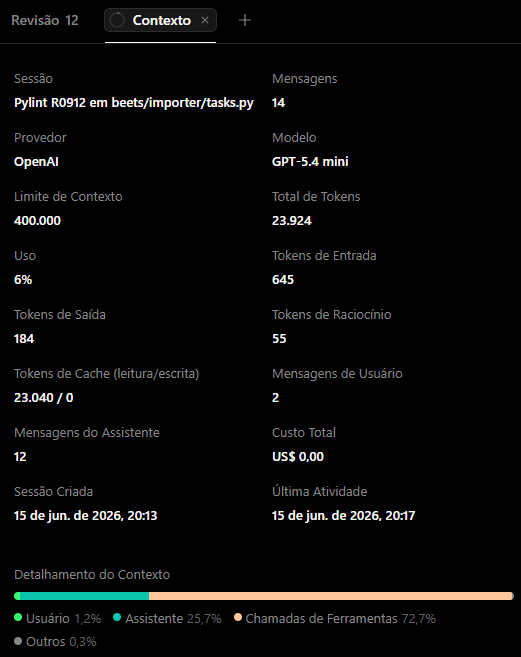 Revisão 12 Contexto
Sessão Mensagens
Pylint R0912 em beets/importer/tasks.py 14
Provedor Modelo
OpenAI GPT-5.4 mini
Limite de Contexto Total de Tokens
400.000 23.924
Uso Tokens de Entrada
6% 645
Tokens de Saída Tokens de Raciocínio
184 55
Tokens de Cache (leitura/escrita) Mensagens de Usuário
23.040 / 0 2
Mensagens do Assistente Custo Total
12 US$ 0,00
Sessão Criada Última Atividade
15 de jun. de 2026, 20:13 15 de jun. de 2026, 20:17
Detalhamento do Contexto
Usuário 1,2% Assistente 25,7% Chamadas de Ferramentas 72,7%
Outros 0,3%